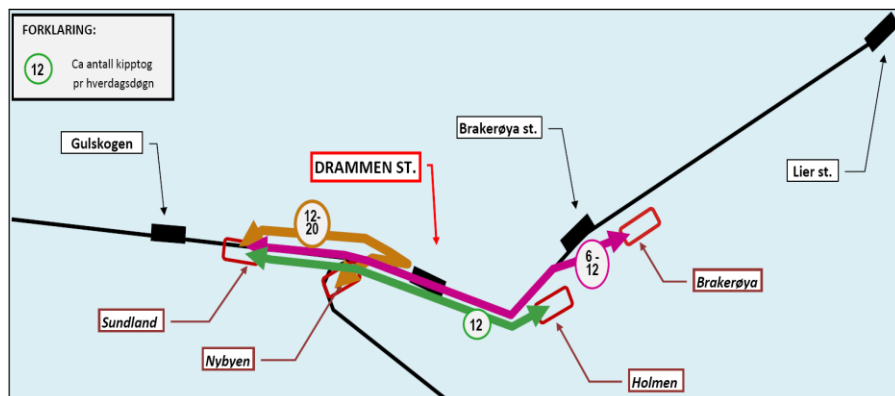 FORKLARING:
12
Ca antall kipptog
pr hverdagsdøgn
Gulskogen
DRAMMEN ST.
Brakerøya st.
Lier st.
12-
20
6 -
12
12
Sundland
Nybyen
Brakerøya
Holmen